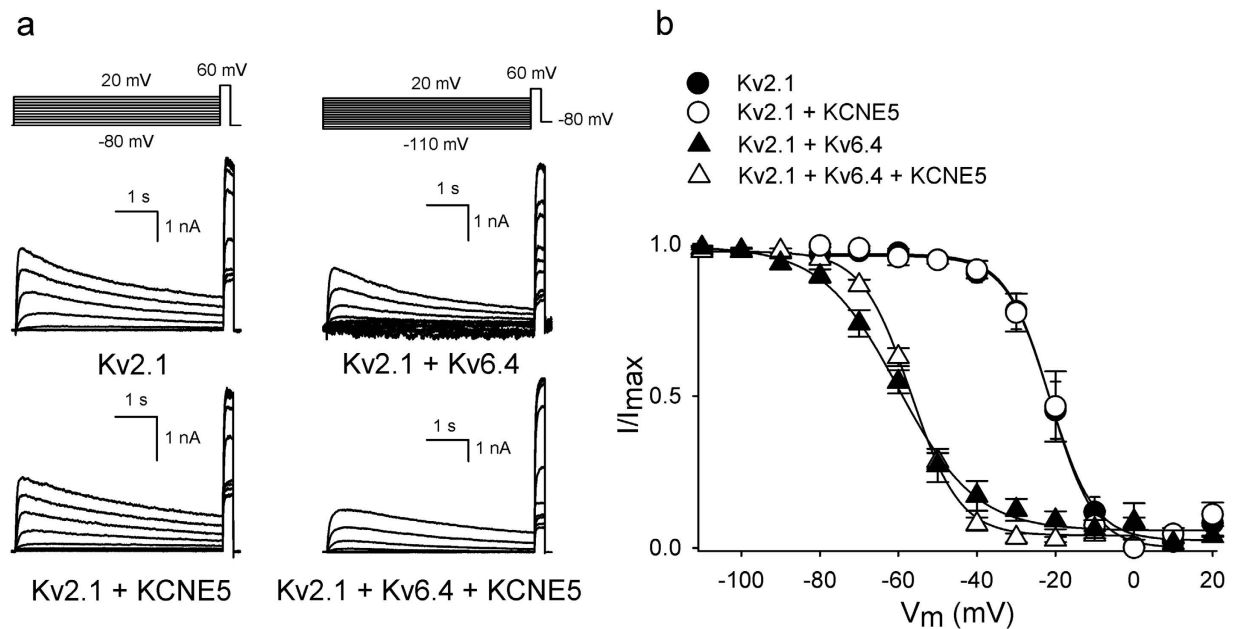 a
20 mV
60 mV
-80 mV
1 s
1 nA
Kv2.1
20 mV
60 mV
-80 mV
-110 mV
1 s
1 nA
Kv2.1 + Kv6.4
1 s
1 nA
Kv2.1 + KCNE5
1 s
1 nA
Kv2.1 + Kv6.4 + KCNE5
b
Kv2.1
Kv2.1 + KCNE5
Kv2.1 + Kv6.4
Kv2.1 + Kv6.4 + KCNE5
I/Imax
1.0
0.5
0.0
-100 -80 -60 -40 -20 0 20
Vm (mV)